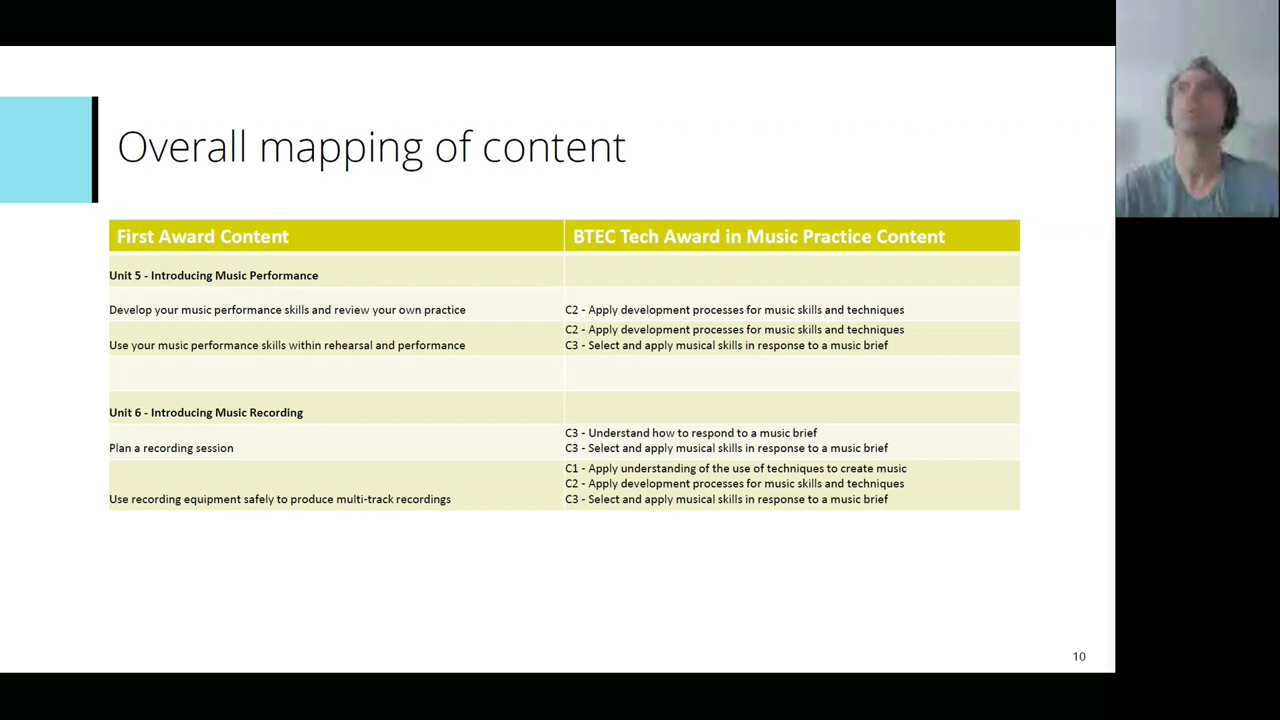 Overall mapping of content
First Award Content
BTEC Tech Award in Music Practice Content
Unit 5 - Introducing Music Performance
Develop your music performance skills and review your own practice
C2 - Apply development processes for music skills and techniques
Use your music performance skills within rehearsal and performance
C2 - Apply development processes for music skills and techniques
C3 - Select and apply musical skills in response to a music brief
Unit 6 - Introducing Music Recording
Plan a recording session
C3 - Understand how to respond to a music brief
C3 - Select and apply musical skills in response to a music brief
Use recording equipment safely to produce multi-track recordings
C1 - Apply understanding of the use of techniques to create music
C2 - Apply development processes for music skills and techniques
C3 - Select and apply musical skills in response to a music brief
10